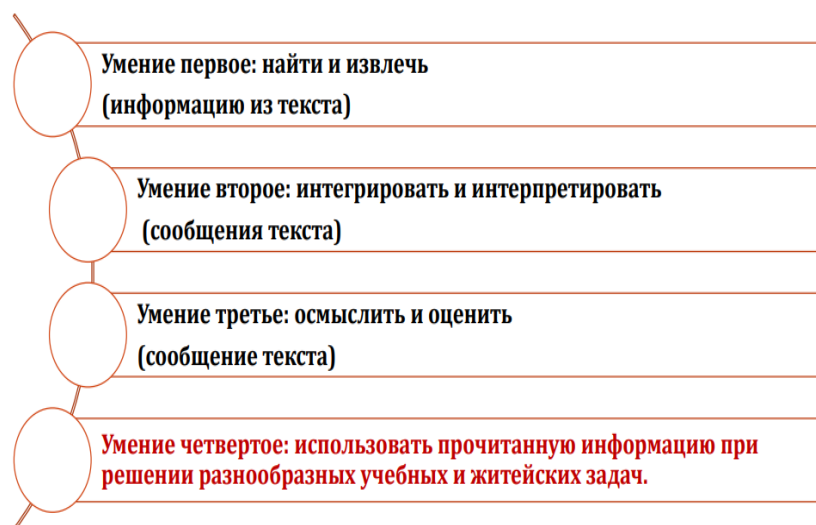 Умение первое: найти и извлечь
(информацию из текста)
Умение второе: интегрировать и интерпретировать
(сообщения текста)
Умение третье: осмыслить и оценить
(сообщение текста)
Умение четвертое: использовать прочитанную информацию при
решении разнообразных учебных и житейских задач.